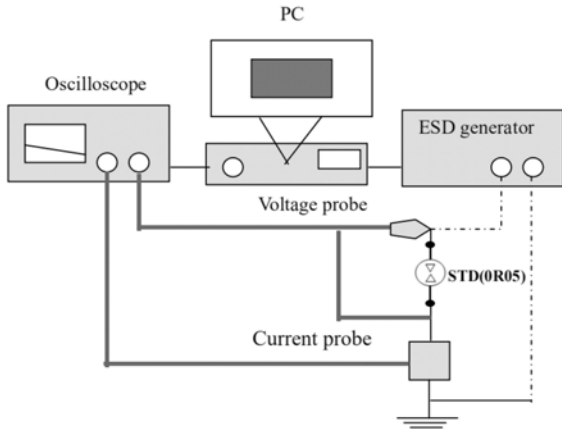 PC
Oscilloscope
ESD generator
Voltage probe
STD(0R05)
Current probe